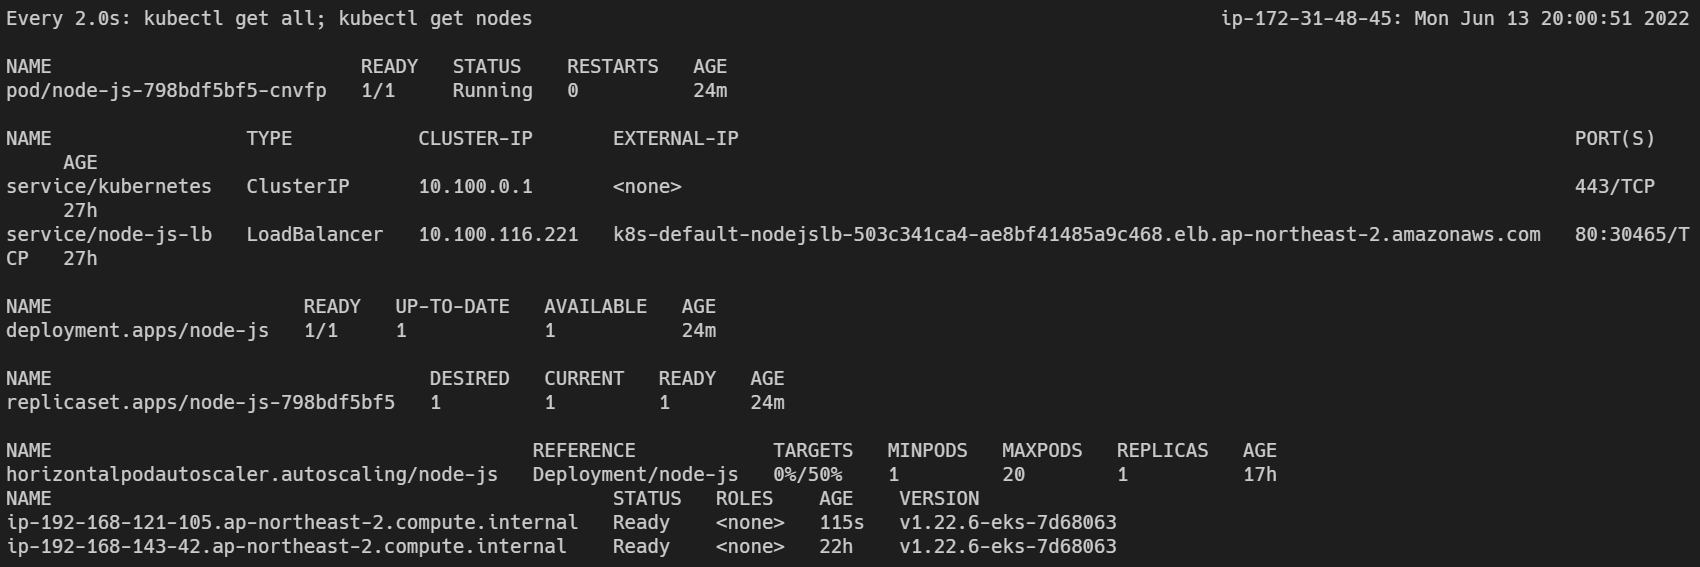 Every 2.0s: kubectl get all; kubectl get nodes ip-172-31-48-45: Mon Jun 13 20:00:51 2022
NAME READY STATUS RESTARTS AGE
pod/node-js-798bdf5bf5-cnvfp 1/1 Running 0 24m
NAME TYPE CLUSTER-IP EXTERNAL-IP PORT(S)
AGE
service/kubernetes ClusterIP 10.100.0.1 <none> 443/TCP
27h
service/node-js-lb LoadBalancer 10.100.116.221 k8s-default-nodejslb-503c341ca4-ae8bf41485a9c468.elb.ap-northeast-2.amazonaws.com 80:30465/T
CP 27h
NAME READY UP-TO-DATE AVAILABLE AGE
deployment.apps/node-js 1/1 1 1 24m
NAME DESIRED CURRENT READY AGE
replicaset.apps/node-js-798bdf5bf5 1 1 1 24m
NAME REFERENCE TARGETS MINPODS MAXPODS REPLICAS AGE
horizontalpodautoscaler.autoscaling/node-js Deployment/node-js 0%/50% 1 20 1 17h
NAME STATUS ROLES AGE VERSION
ip-192-168-121-105.ap-northeast-2.compute.internal Ready <none> 115s v1.22.6-eks-7d68063
ip-192-168-143-42.ap-northeast-2.compute.internal Ready <none> 22h v1.22.6-eks-7d68063